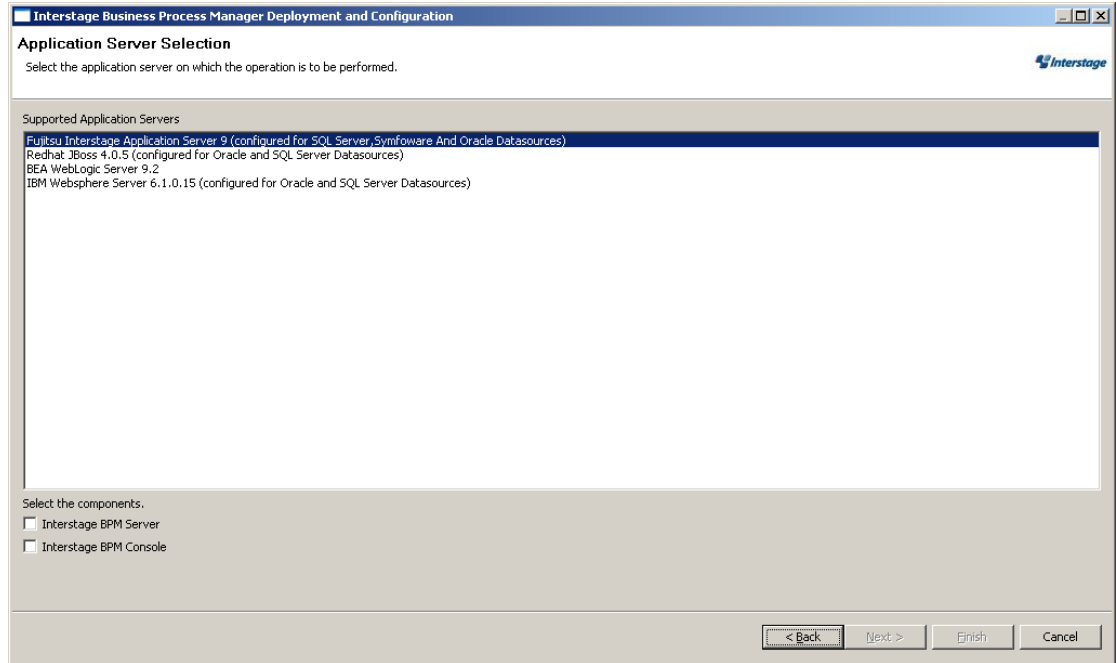 Interstage Business Process Manager Deployment and Configuration
Application Server Selection
Select the application server on which the operation is to be performed.
Interstage
Supported Application Servers
Fujitsu Interstage Application Server 9 (configured for SQL Server,Symfoware And Oracle Datasources)
Redhat JBoss 4.0.5 (configured for Oracle and SQL Server Datasources)
BEA WebLogic Server 9.2
IBM Websphere Server 6.1.0.15 (configured for Oracle and SQL Server Datasources)
Select the components.
Interstage BPM Server
Interstage BPM Console
< Back Next > Finish Cancel